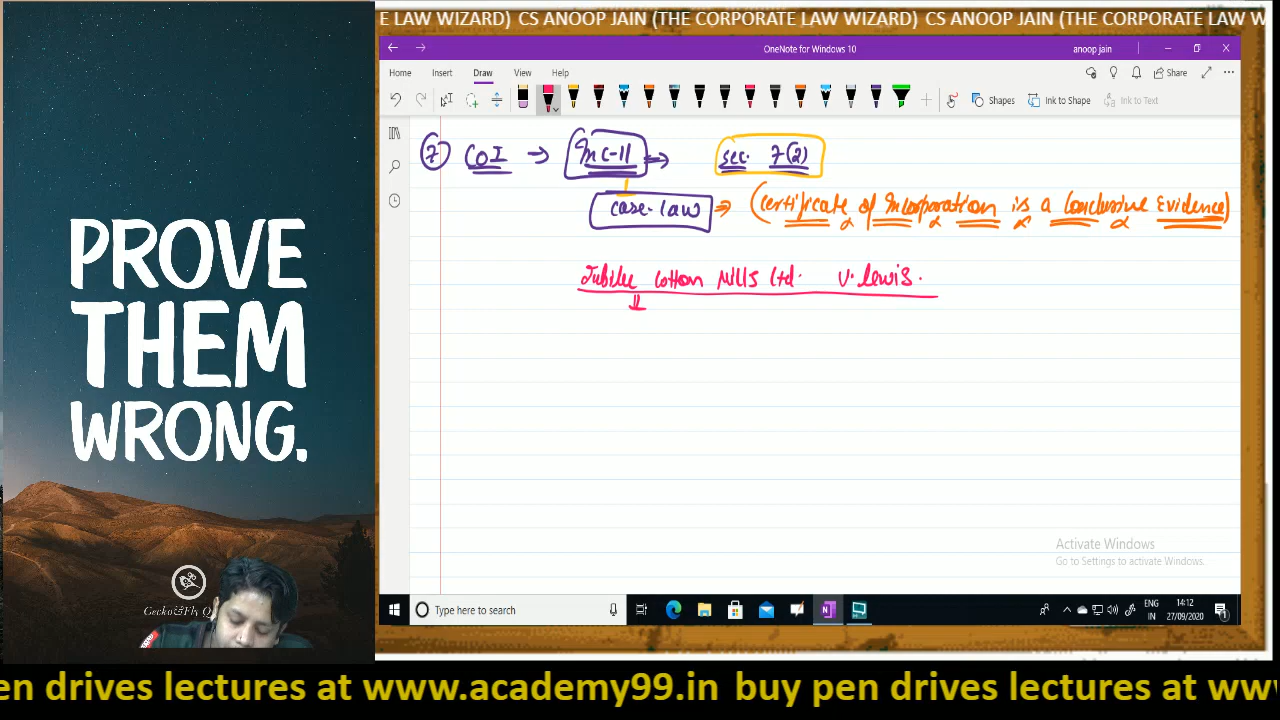 E LAW WIZARD) CS ANOOP JAIN (THE CORPORATE LAW WIZARD) CS ANOOP JAIN (THE CORPORATE LAW W
OneNote for Windows 10
anoop jain
Home Insert Draw View Help
Share
Shapes Ink to Shape Ink to Text
7 COI → INC-11 ⇒ sec. 7(2)
case-law ⇒ (certificate of Incorporation is a conclusive Evidence)
Jubilee Cotton Mills Ltd. V. Lewis.
PROVE
THEM
WRONG.
Gecko&Fly Q
Activate Windows
Go to Settings to activate Windows.
Type here to search
ENG
IN
14:12
27/09/2020
en drives lectures at www.academy99.in buy pen drives lectures at www